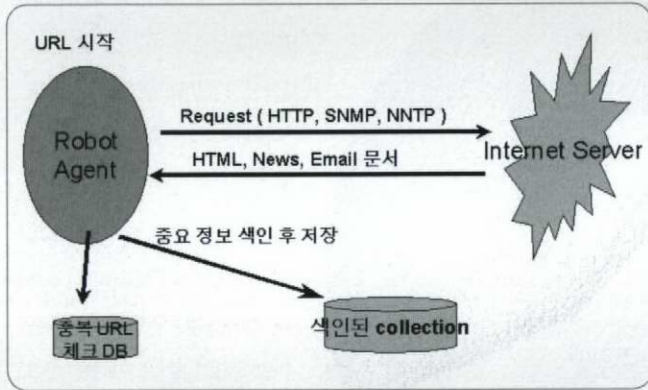 URL 시작
Robot
Agent
Request ( HTTP, SNMP, NNTP )
HTML, News, Email 문서
Internet Server
중요 정보 색인 후 저장
중복 URL
체크 DB
색인된 collection